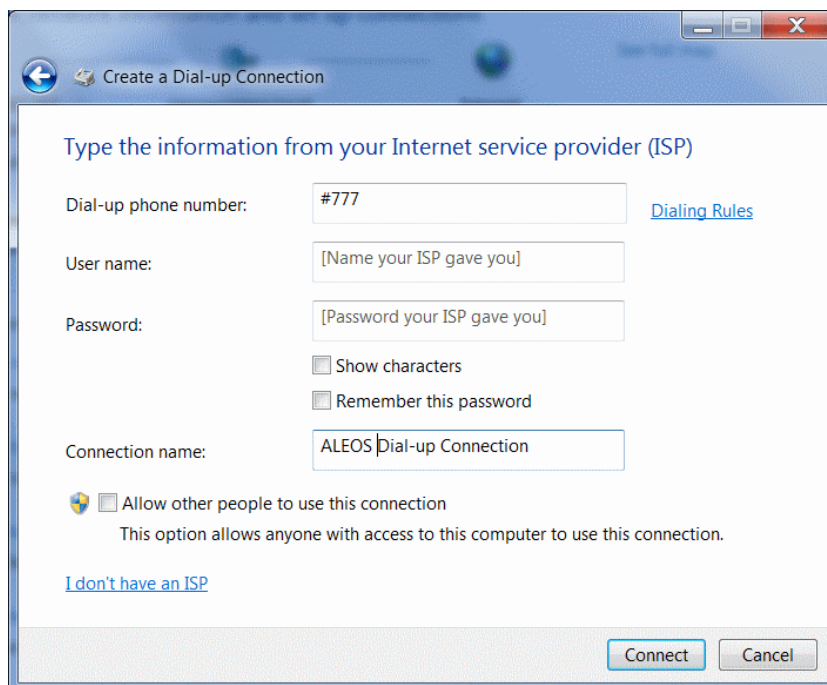 See full map
Create a Dial-up Connection
Type the information from your Internet service provider (ISP)
Dial-up phone number:
#777
Dialing Rules
User name:
[Name your ISP gave you]
Password:
[Password your ISP gave you]
Show characters
Remember this password
Connection name:
ALEOS Dial-up Connection
Allow other people to use this connection
This option allows anyone with access to this computer to use this connection.
I don't have an ISP
Connect
Cancel